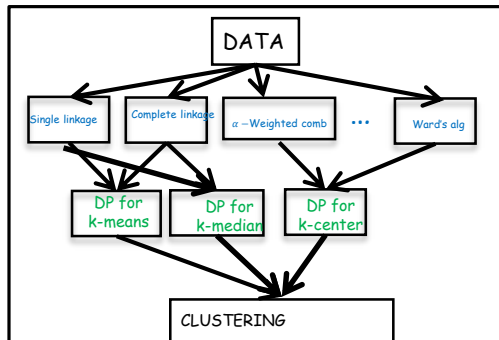 DATA
Single linkage
Complete linkage
α −Weighted comb
...
Ward's alg
DP for
k-means
DP for
k-median
DP for
k-center
CLUSTERING